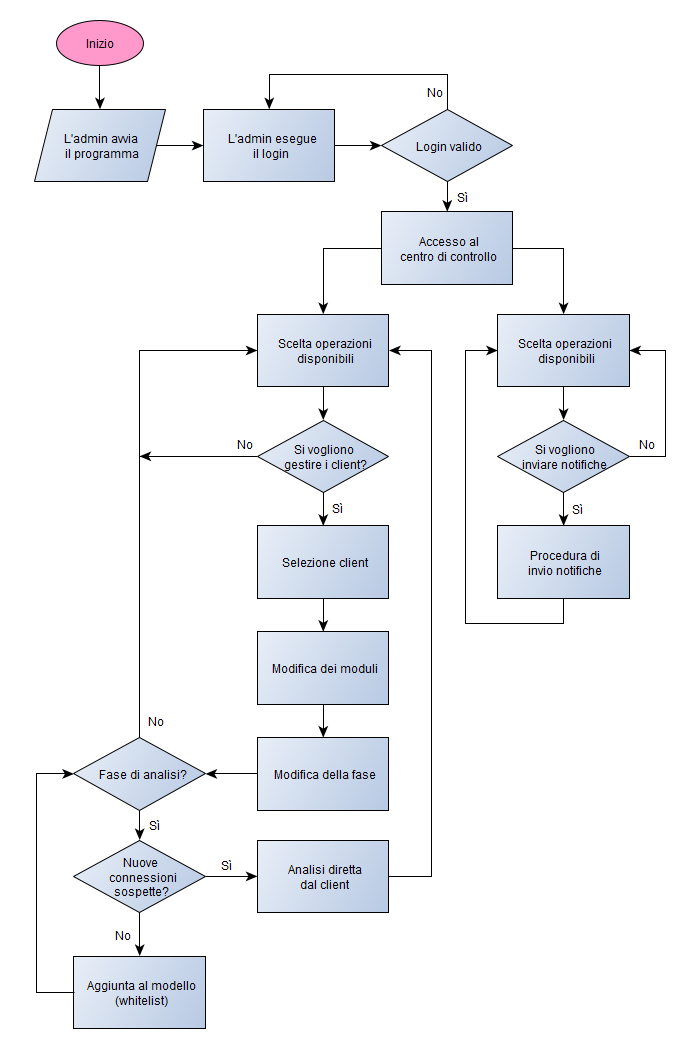 Inizio
No
L'admin avvia
il programma
L'admin esegue
il login
Login valido
Sì
Accesso al
centro di controllo
Scelta operazioni
disponibili
Scelta operazioni
disponibili
No
Si vogliono
gestire i client?
Si vogliono
inviare notifiche
No
Sì
Sì
Selezione client
Procedura di
invio notifiche
Modifica dei moduli
No
Fase di analisi?
Modifica della fase
Sì
Nuove
connessioni
sospette?
Sì
Analisi diretta
dal client
No
Aggiunta al modello
(whitelist)